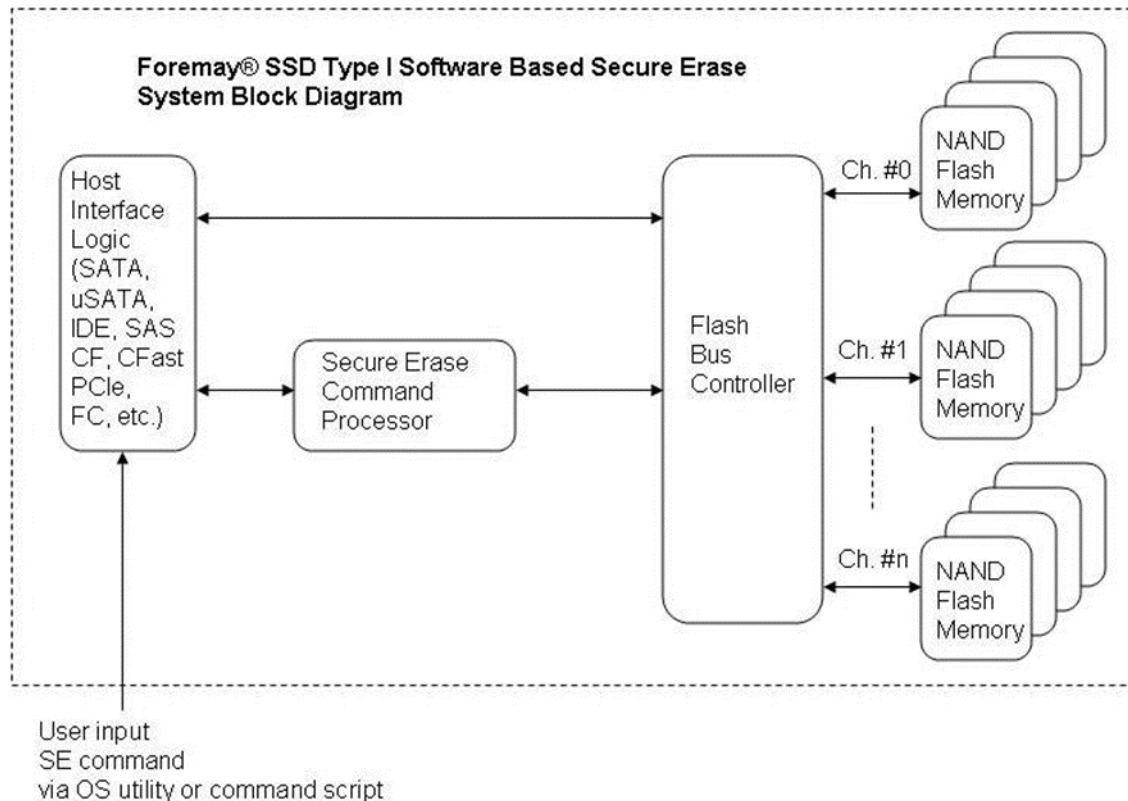 Foremay® SSD Type I Software Based Secure Erase
System Block Diagram
Host
Interface
Logic
(SATA,
uSATA,
IDE, SAS
CF, CFast
PCIe,
FC, etc.)
Secure Erase
Command
Processor
Flash
Bus
Controller
Ch. #0
NAND
Flash
Memory
Ch. #1
NAND
Flash
Memory
Ch. #n
NAND
Flash
Memory
User input
SE command
via OS utility or command script